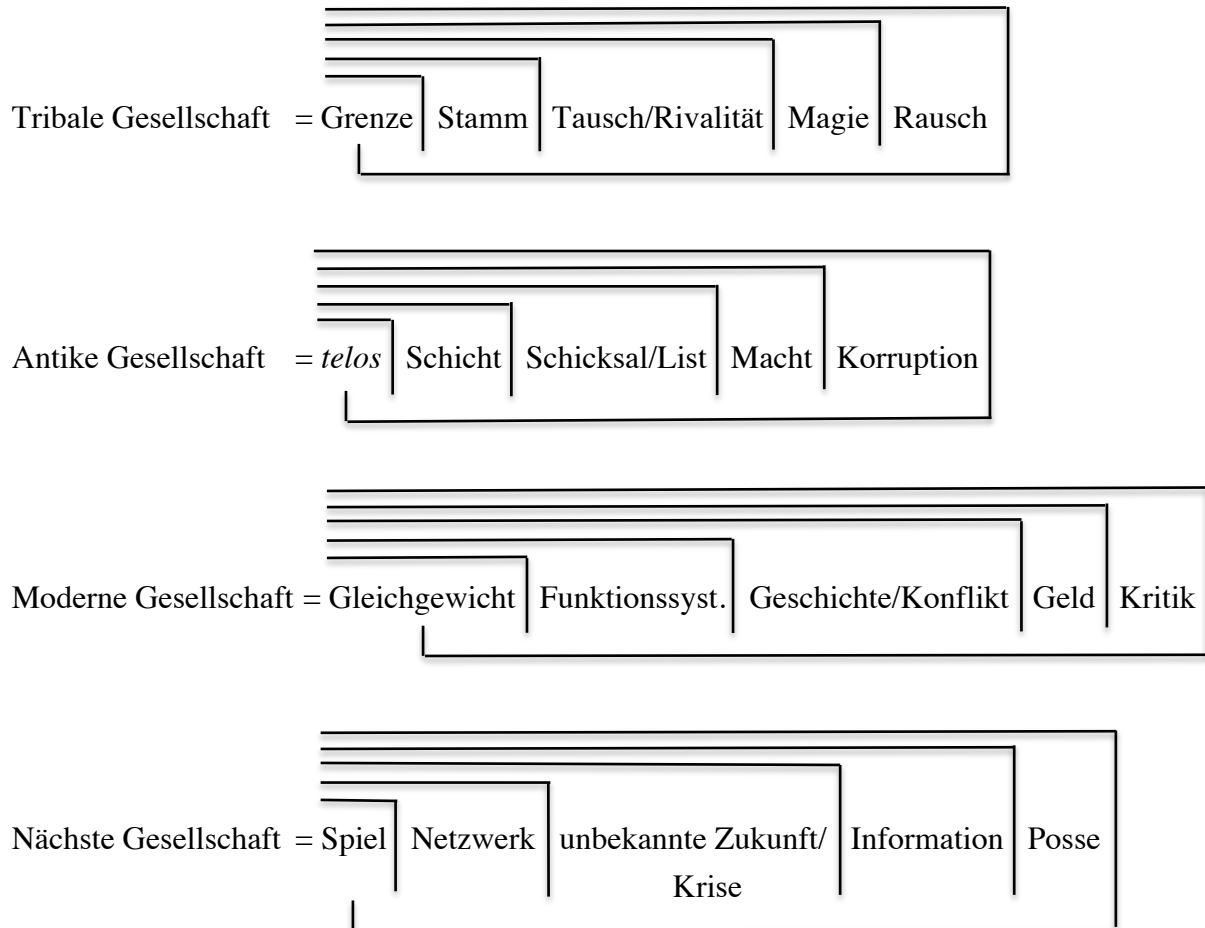 Tribale Gesellschaft = Grenze Stamm Tausch/Rivalität Magie Rausch
Antike Gesellschaft = telos Schicht Schicksal/List Macht Korruption
Moderne Gesellschaft = Gleichgewicht Funktionssyst. Geschichte/Konflikt Geld Kritik
Nächste Gesellschaft = Spiel Netzwerk unbekannte Zukunft/ Information Posse
Krise